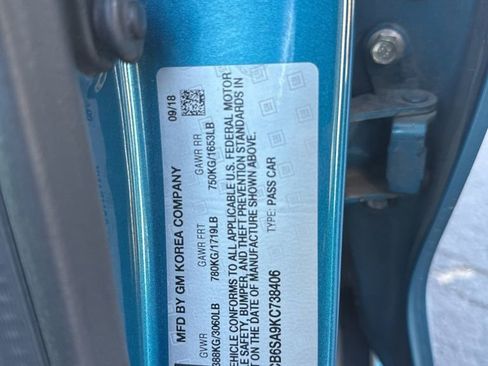 MFD BY GM KOREA COMPANY 09/18
GVWR GAWR FRT GAWR RR
388KG/3060LB 780KG/1719LB 750KG/1653LB
VEHICLE CONFORMS TO ALL APPLICABLE U.S. FEDERAL MOTOR
LE SAFETY, BUMPER, AND THEFT PREVENTION STANDARDS IN
T ON THE DATE OF MANUFACTURE SHOWN ABOVE.
CB6SA9KC738406 TYPE: PASS CAR